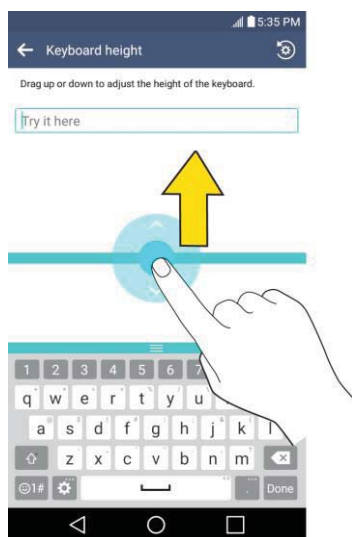 5:35 PM
Keyboard height
Drag up or down to adjust the height of the keyboard.
Try it here
1 2 3 4 5 6 7
q w e r t y u
a s d f g h j k l
z x c v b n m
1# . Done